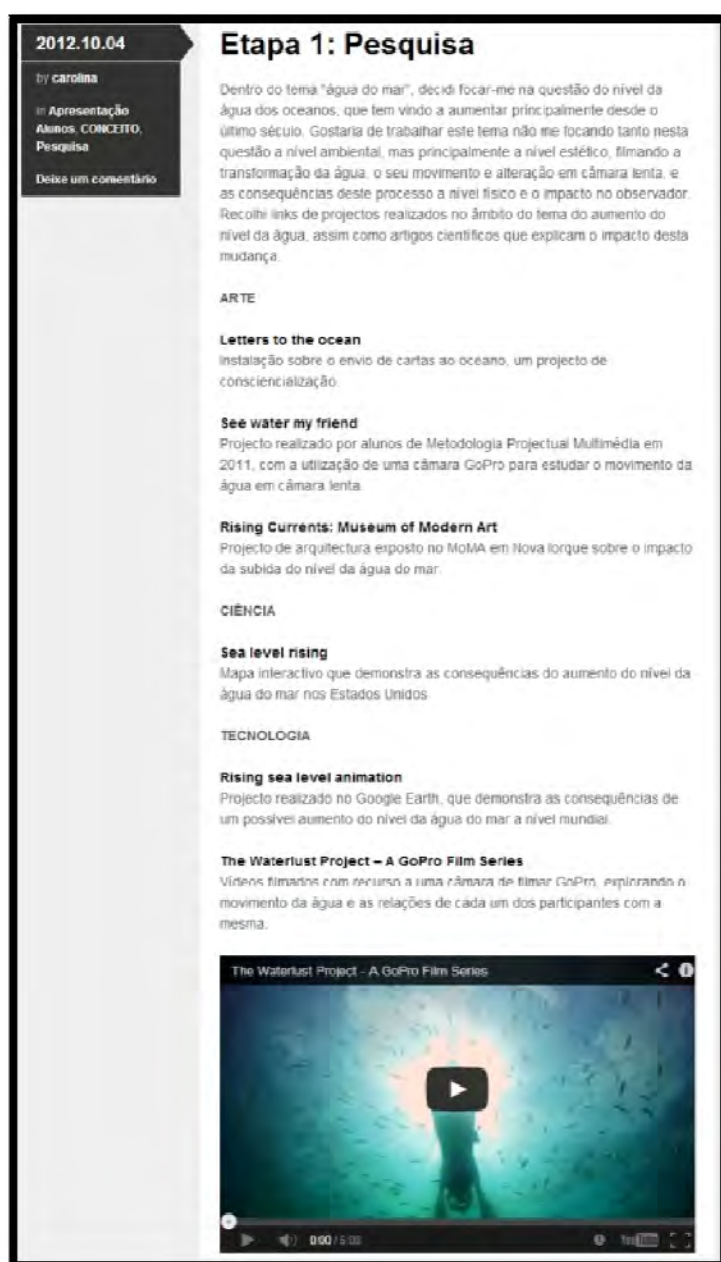 2012.10.04
by carolina
in Apresentação
Alunos, CONCEITO,
Pesquisa
Deixe um comentário
Etapa 1: Pesquisa
Dentro do tema "água do mar", decidi focar-me na questão do nível da
água dos oceanos, que tem vindo a aumentar principalmente desde o
último século. Gostaria de trabalhar este tema não me focando tanto nesta
questão a nível ambiental, mas principalmente a nível estético, filmando a
transformação da água, o seu movimento e alteração em câmara lenta, e
as consequências deste processo a nível físico e o impacto no observador.
Recolhi links de projectos realizados no âmbito do tema do aumento do
nível da água, assim como artigos científicos que explicam o impacto desta
mudança.
ARTE
Letters to the ocean
Instalação sobre o envio de cartas ao oceano, um projecto de
consciencialização.
See water my friend
Projecto realizado por alunos de Metodologia Projectual Multimédia em
2011, com a utilização de uma câmara GoPro para estudar o movimento da
água em câmara lenta.
Rising Currents: Museum of Modern Art
Projecto de arquitectura exposto no MoMA em Nova Iorque sobre o impacto
da subida do nível da água do mar.
CIÊNCIA
Sea level rising
Mapa interactivo que demonstra as consequências do aumento do nível da
água do mar nos Estados Unidos.
TECNOLOGIA
Rising sea level animation
Projecto realizado no Google Earth, que demonstra as consequências de
um possível aumento do nível da água do mar a nível mundial.
The Waterlust Project – A GoPro Film Series
Vídeos filmados com recurso a uma câmara de filmar GoPro, explorando o
movimento da água e as relações de cada um dos participantes com a
mesma.
The Waterlust Project - A GoPro Film Series
0:00 / 5:03
YouTube